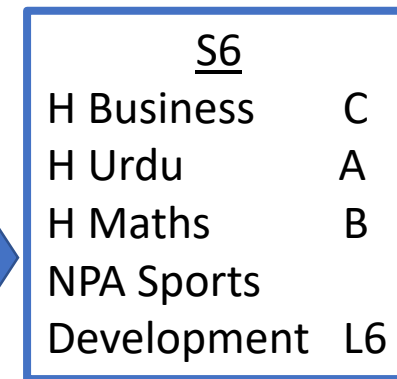 S6
H Business C
H Urdu A
H Maths B
NPA Sports
Development L6